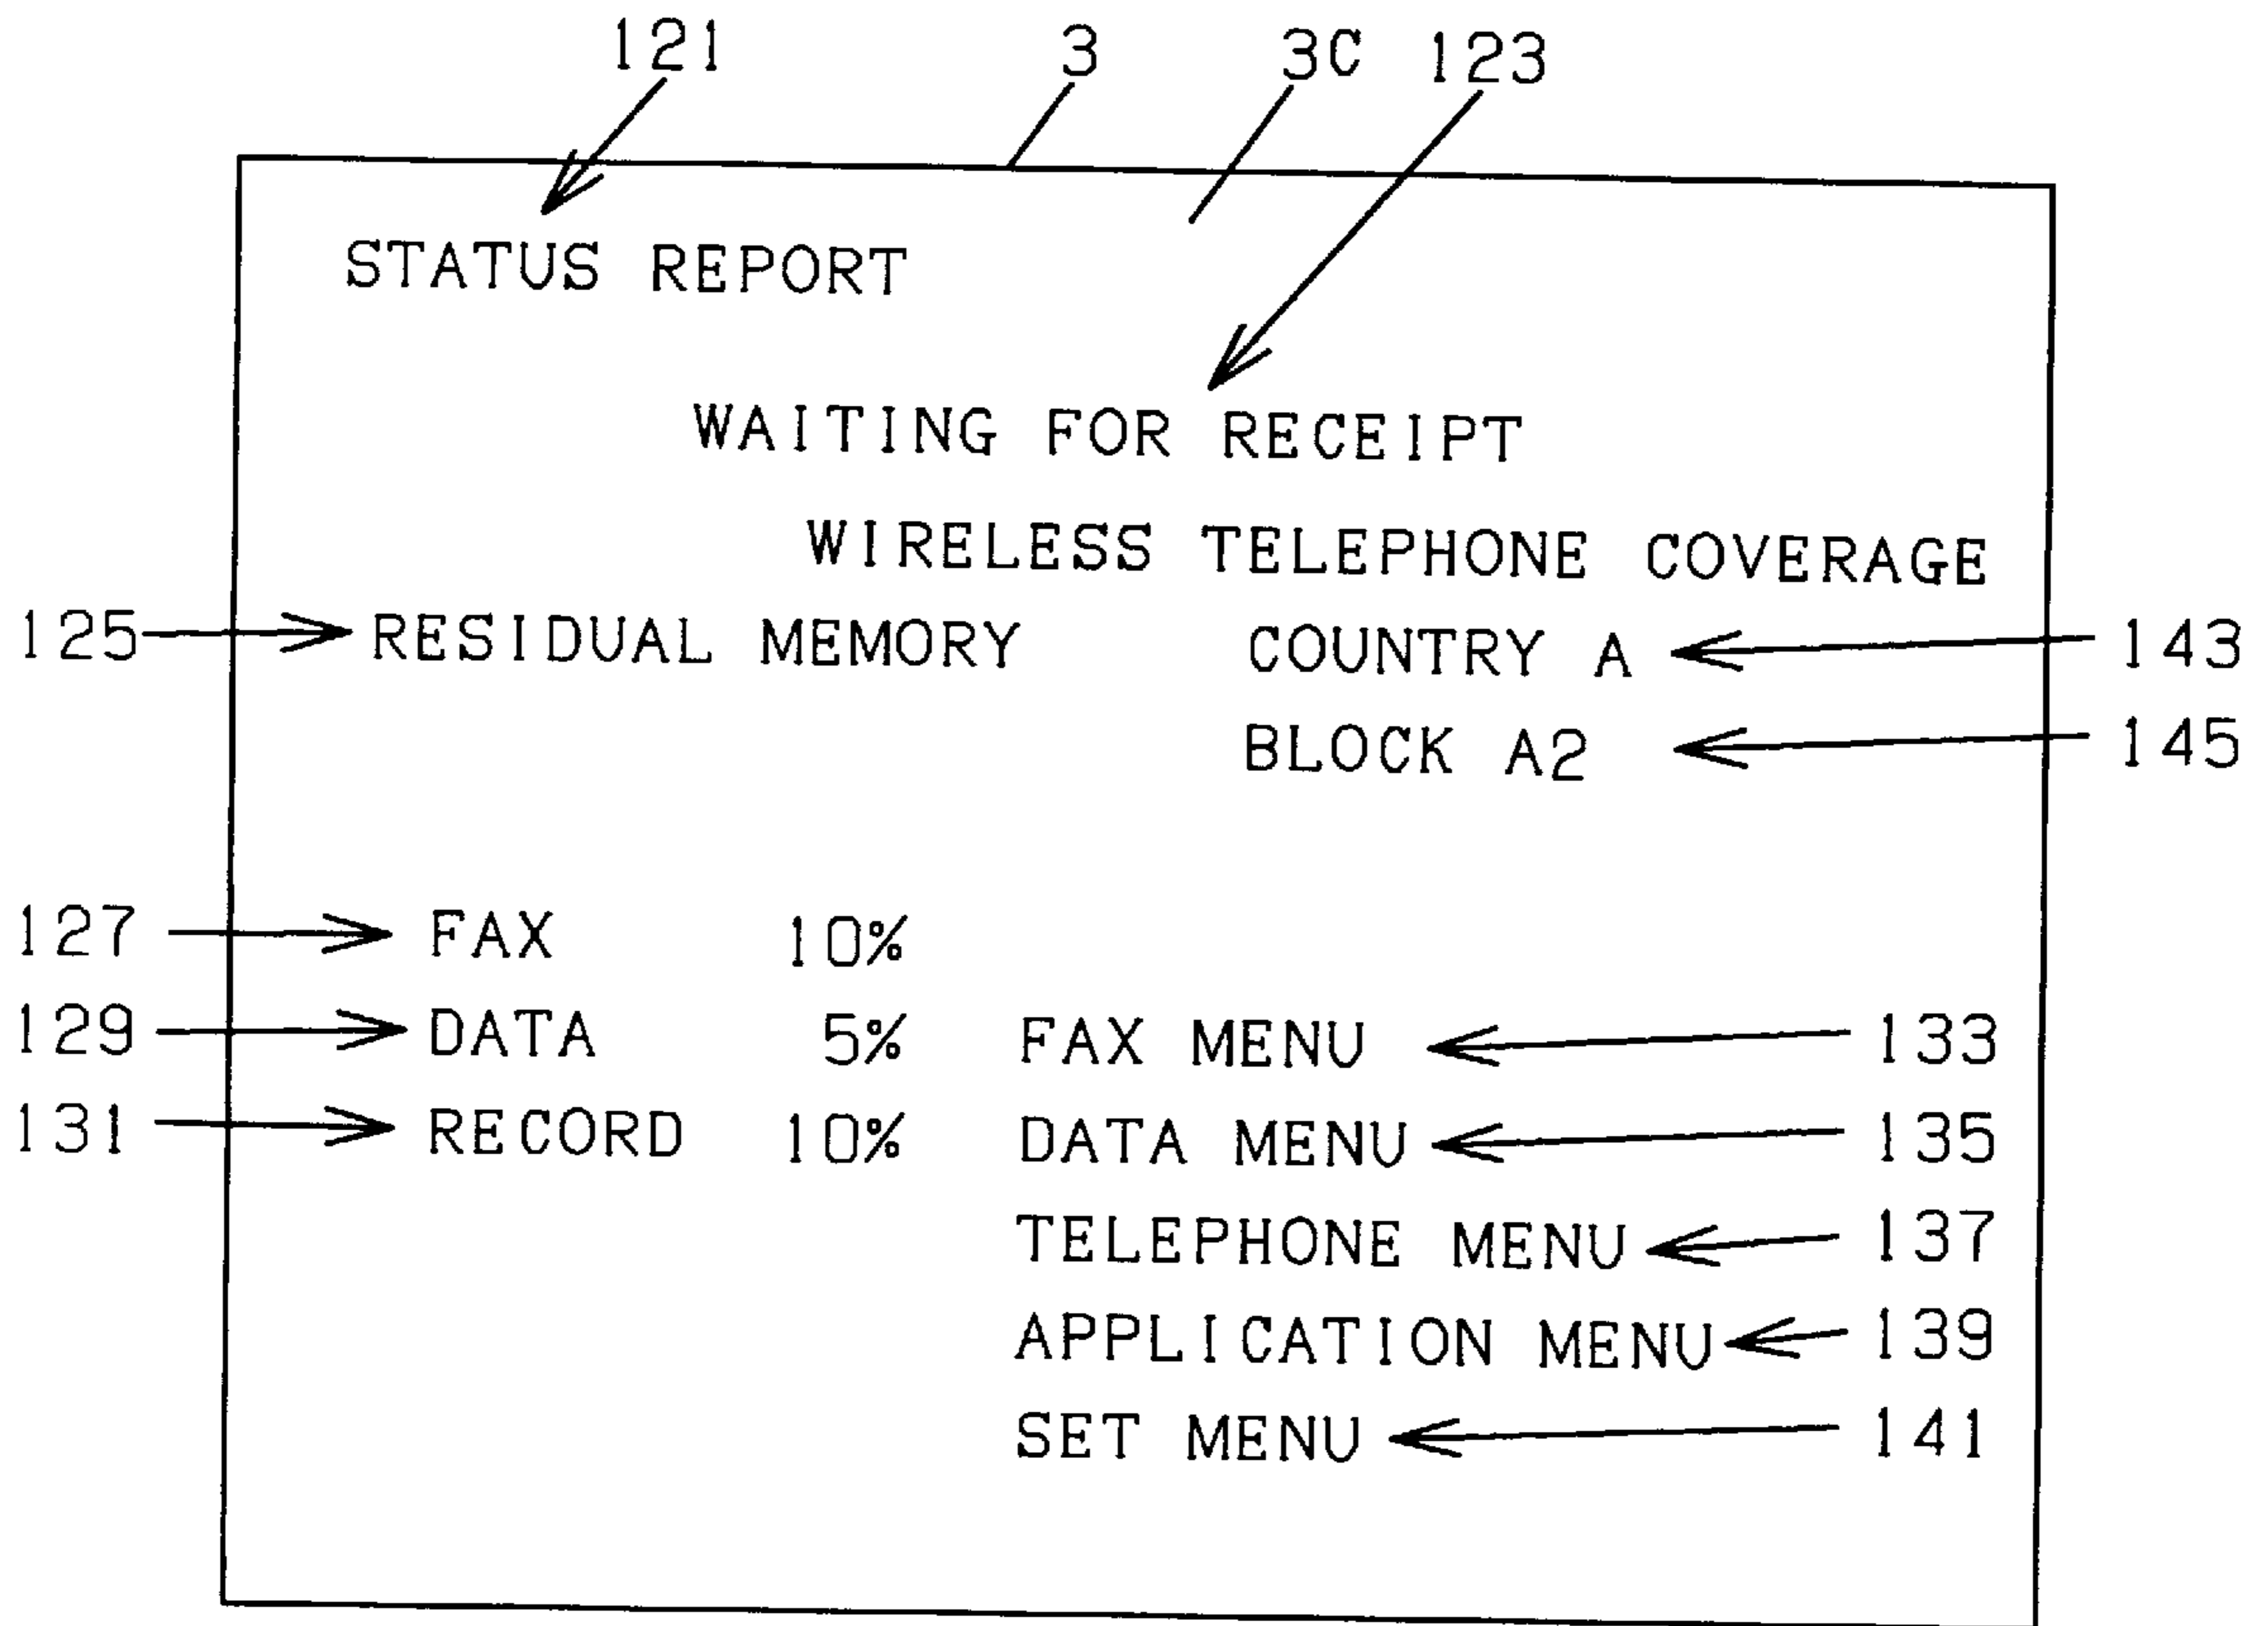 121 3 3C 123
STATUS REPORT
WAITING FOR RECEIPT
WIRELESS TELEPHONE COVERAGE
125 RESIDUAL MEMORY COUNTRY A 143
BLOCK A2 145
127 FAX 10%
129 DATA 5% FAX MENU 133
131 RECORD 10% DATA MENU 135
TELEPHONE MENU 137
APPLICATION MENU 139
SET MENU 141